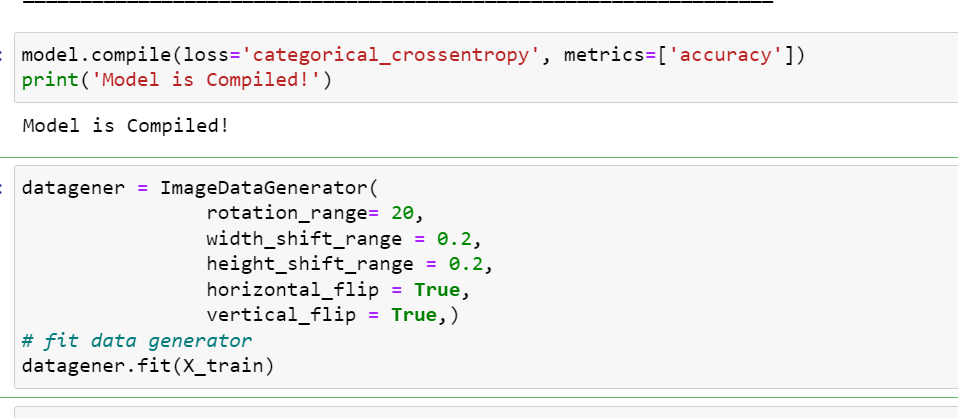 model.compile(loss='categorical_crossentropy', metrics=['accuracy'])
print('Model is Compiled!')
Model is Compiled!
datagener = ImageDataGenerator(
rotation_range= 20,
width_shift_range = 0.2,
height_shift_range = 0.2,
horizontal_flip = True,
vertical_flip = True,)
# fit data generator
datagener.fit(X_train)